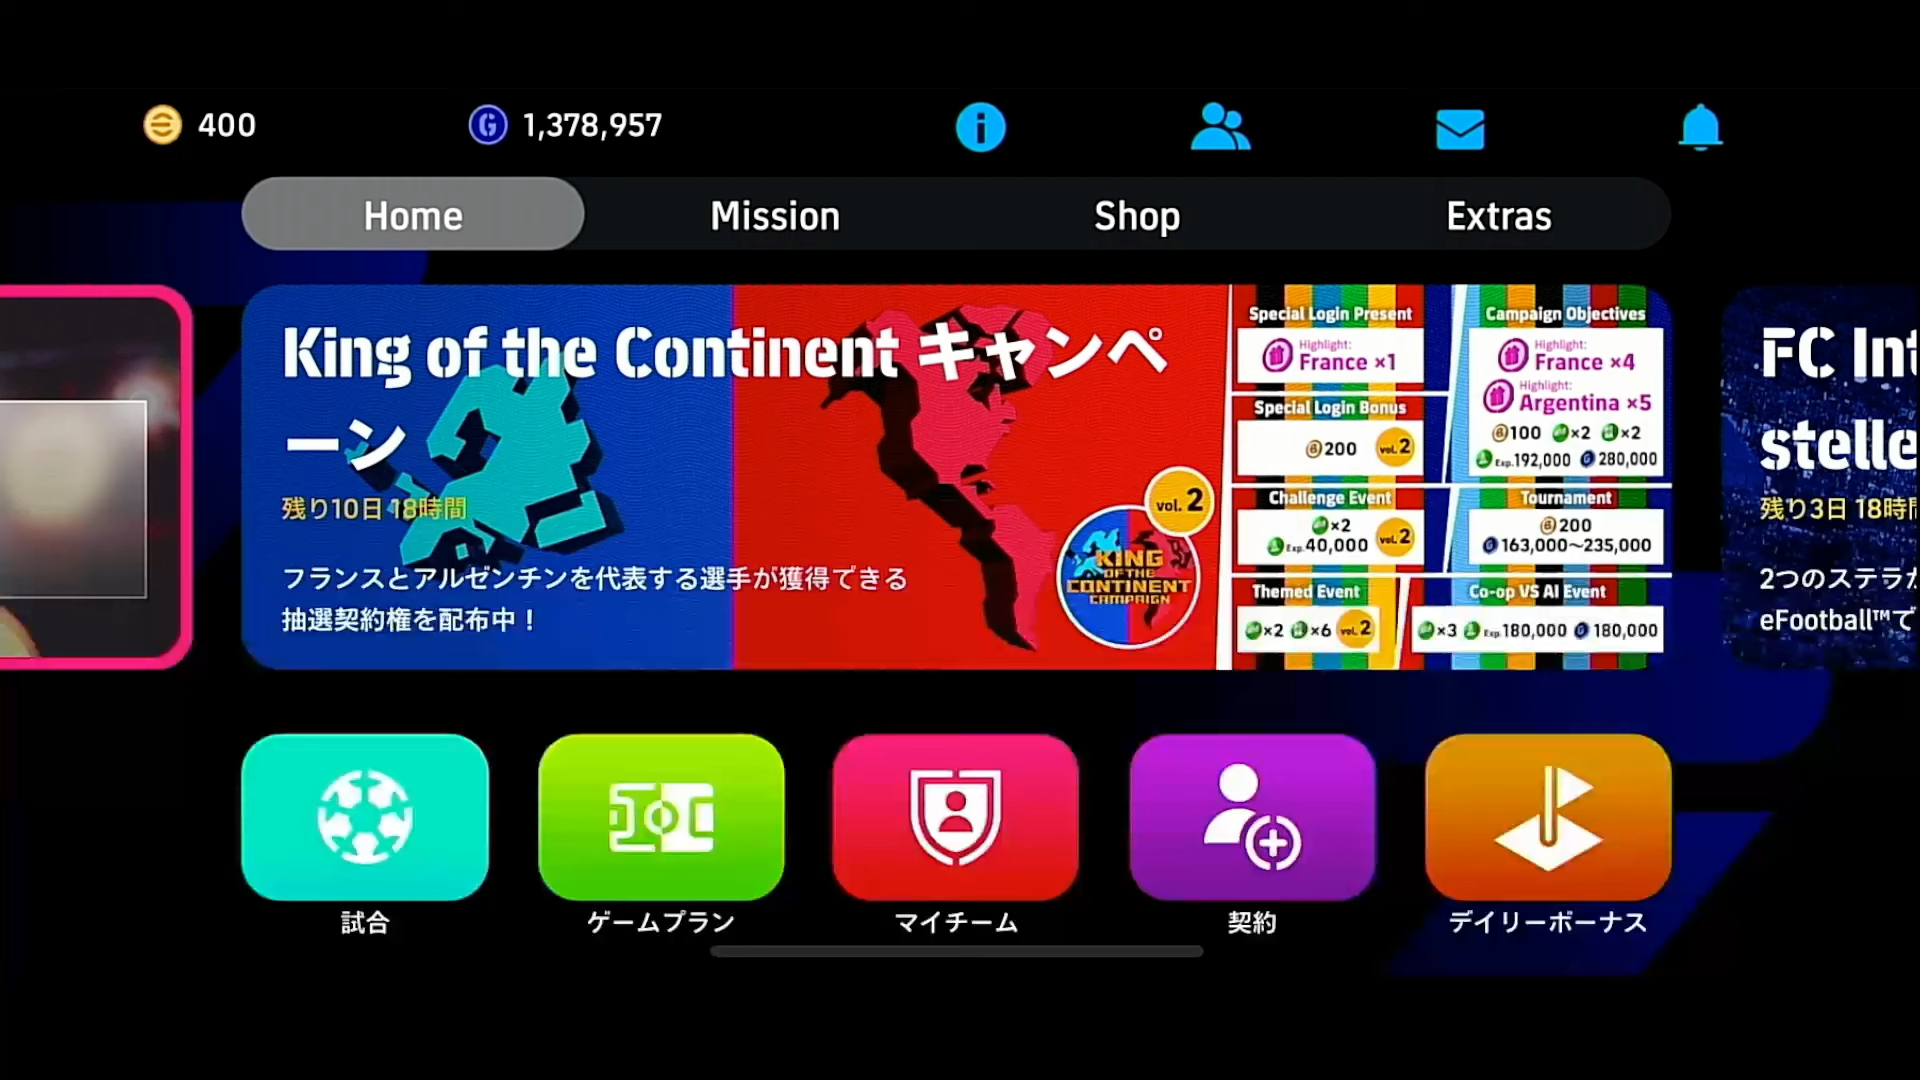 400
1,378,957
Home
Mission
Shop
Extras
King of the Continent キャンペ
ーン
残り10日 18時間
フランスとアルゼンチンを代表する選手が獲得できる
抽選契約権を配布中！
vol. 2
KING
OF THE
CONTINENT
CAMPAIGN
Special Login Present
Highlight:
France ×1
Special Login Bonus
200
vol. 2
Challenge Event
×2
Exp. 40,000
vol. 2
Themed Event
×2 ×6 vol. 2
Campaign Objectives
Highlight:
France ×4
Highlight:
Argentina ×5
100 ×2 ×2
Exp. 192,000 280,000
Tournament
200
163,000~235,000
Co-op VS AI Event
×3 Exp. 180,000 180,000
FC Int
stelle
残り3日 18時間
2つのステラ
eFootball™で
試合
ゲームプラン
マイチーム
契約
デイリーボーナス